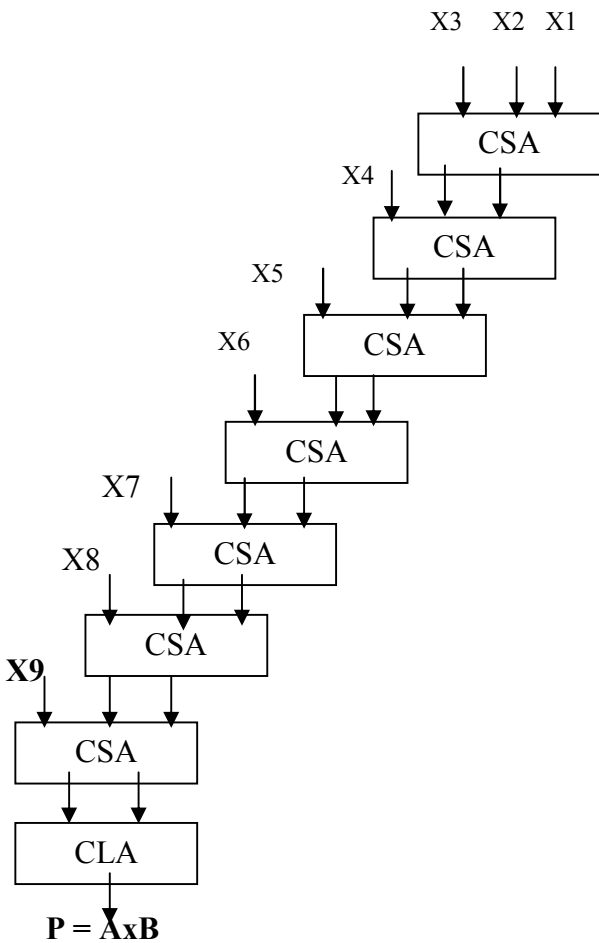 X3 X2 X1
CSA
X4
CSA
X5
CSA
X6
CSA
X7
CSA
X8
CSA
X9
CSA
CLA
P = AxB